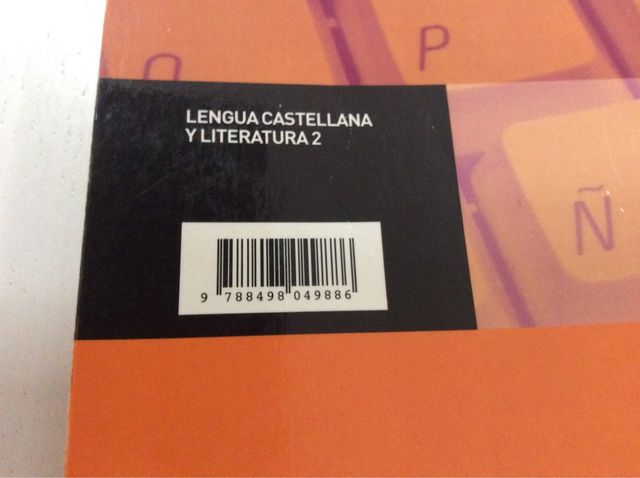 O P
LENGUA CASTELLANA
Y LITERATURA 2
Ñ
9 788498 049886